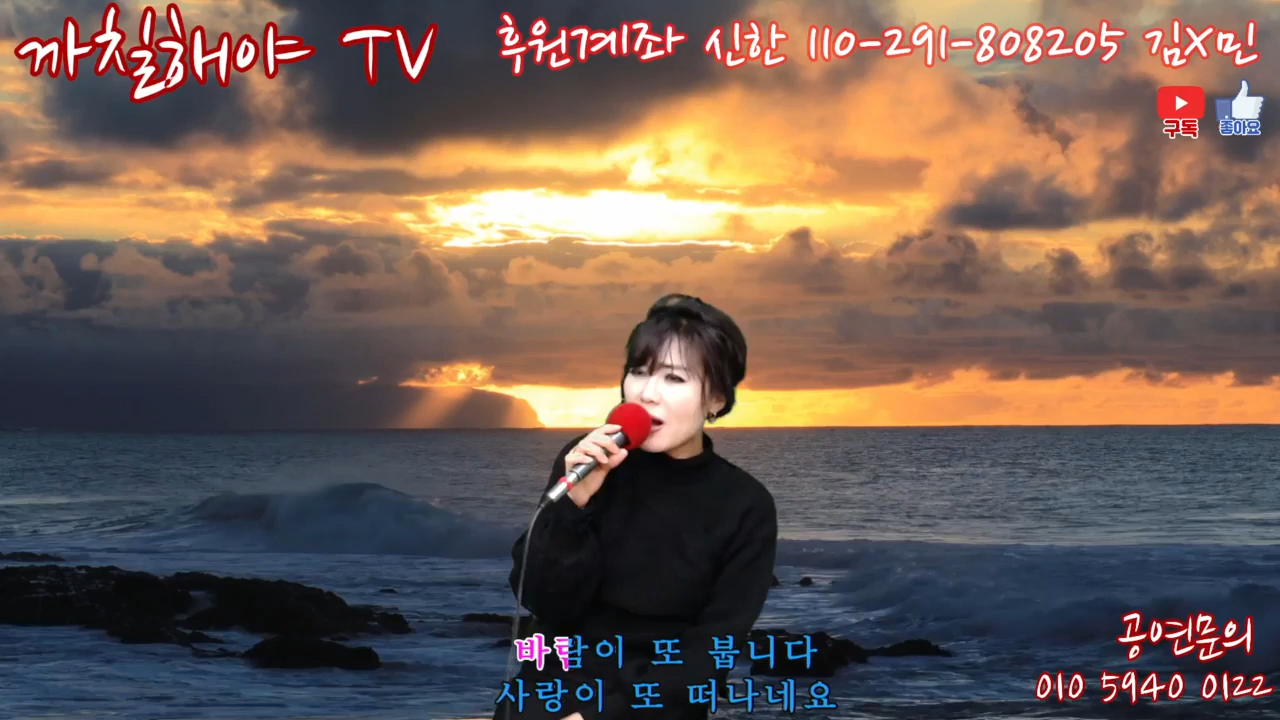 까칠해야 TV
후원계좌 신한 110-291-808205 김X민
구독
좋아요
바람이 또 붑니다
사랑이 또 떠나네요
공연문의
010 5940 0122